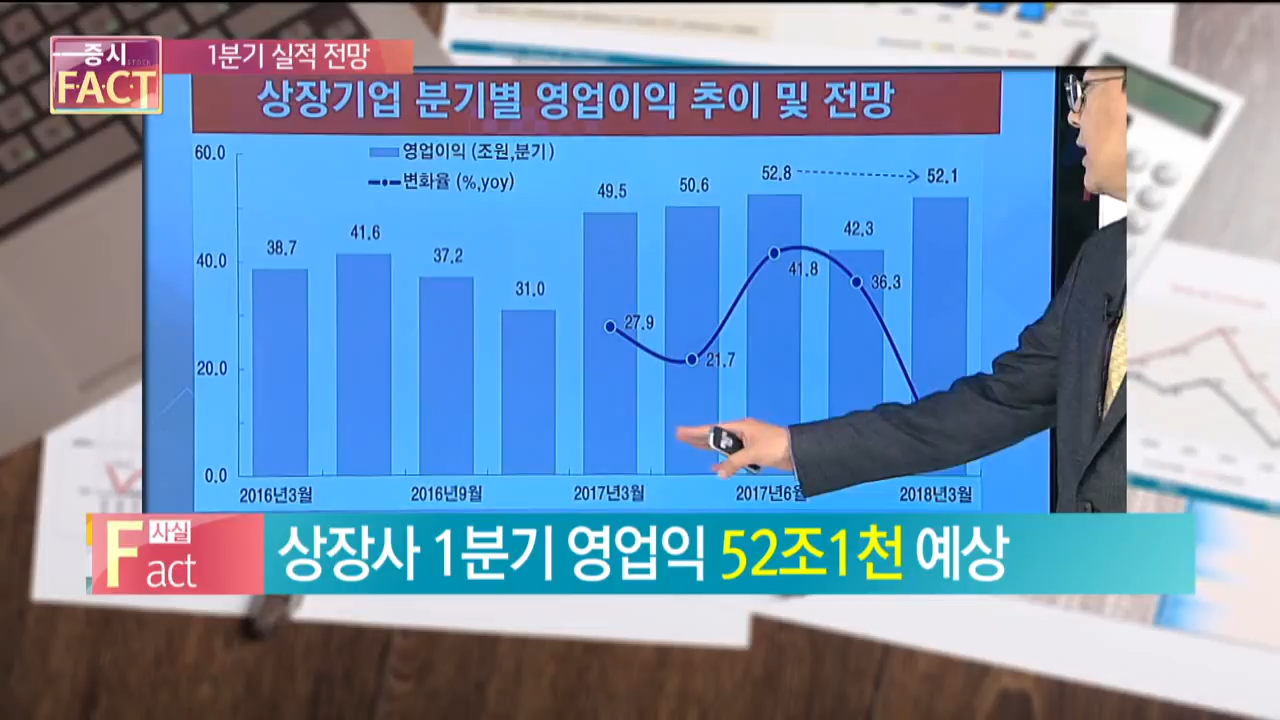 증시
STOCK
FACT
1분기 실적 전망
상장기업 분기별 영업이익 추이 및 전망
영업이익 (조원,분기)
변화율 (%,yoy)
60.0
40.0
20.0
0.0
38.7
41.6
37.2
31.0
49.5
50.6
52.8
42.3
52.1
27.9
21.7
41.8
36.3
2016년3월
2016년9월
2017년3월
2017년6월
2018년3월
Fact 사실
상장사 1분기 영업익 52조1천 예상